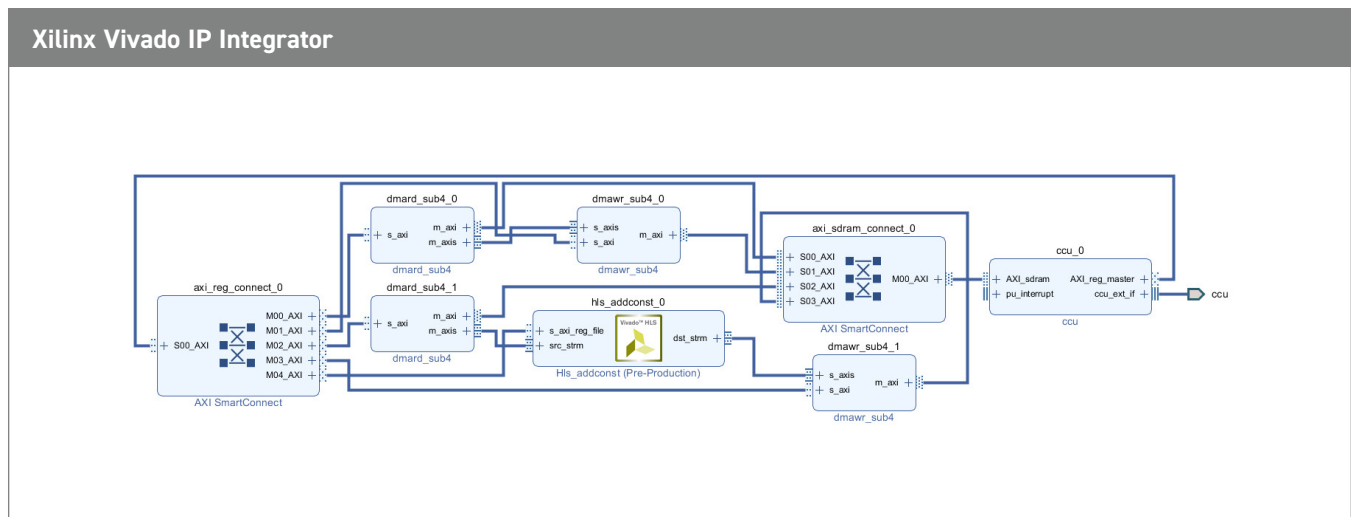 Xilinx Vivado IP Integrator
dmard_sub4_0
s_axi
m_axi
m_axis
dmard_sub4
dmawr_sub4_0
s_axis
s_axi
m_axi
dmawr_sub4
axi_sdram_connect_0
S00_AXI
S01_AXI
S02_AXI
S03_AXI
M00_AXI
AXI SmartConnect
ccu_0
AXI_sdram
pu_interrupt
AXI_reg_master
ccu_ext_if
ccu
ccu
axi_reg_connect_0
S00_AXI
M00_AXI
M01_AXI
M02_AXI
M03_AXI
M04_AXI
AXI SmartConnect
dmard_sub4_1
s_axi
m_axi
m_axis
dmard_sub4
hls_addconst_0
s_axi_reg_file
src_strm
Vivado™ HLS
dst_strm
Hls_addconst (Pre-Production)
dmawr_sub4_1
s_axis
s_axi
m_axi
dmawr_sub4